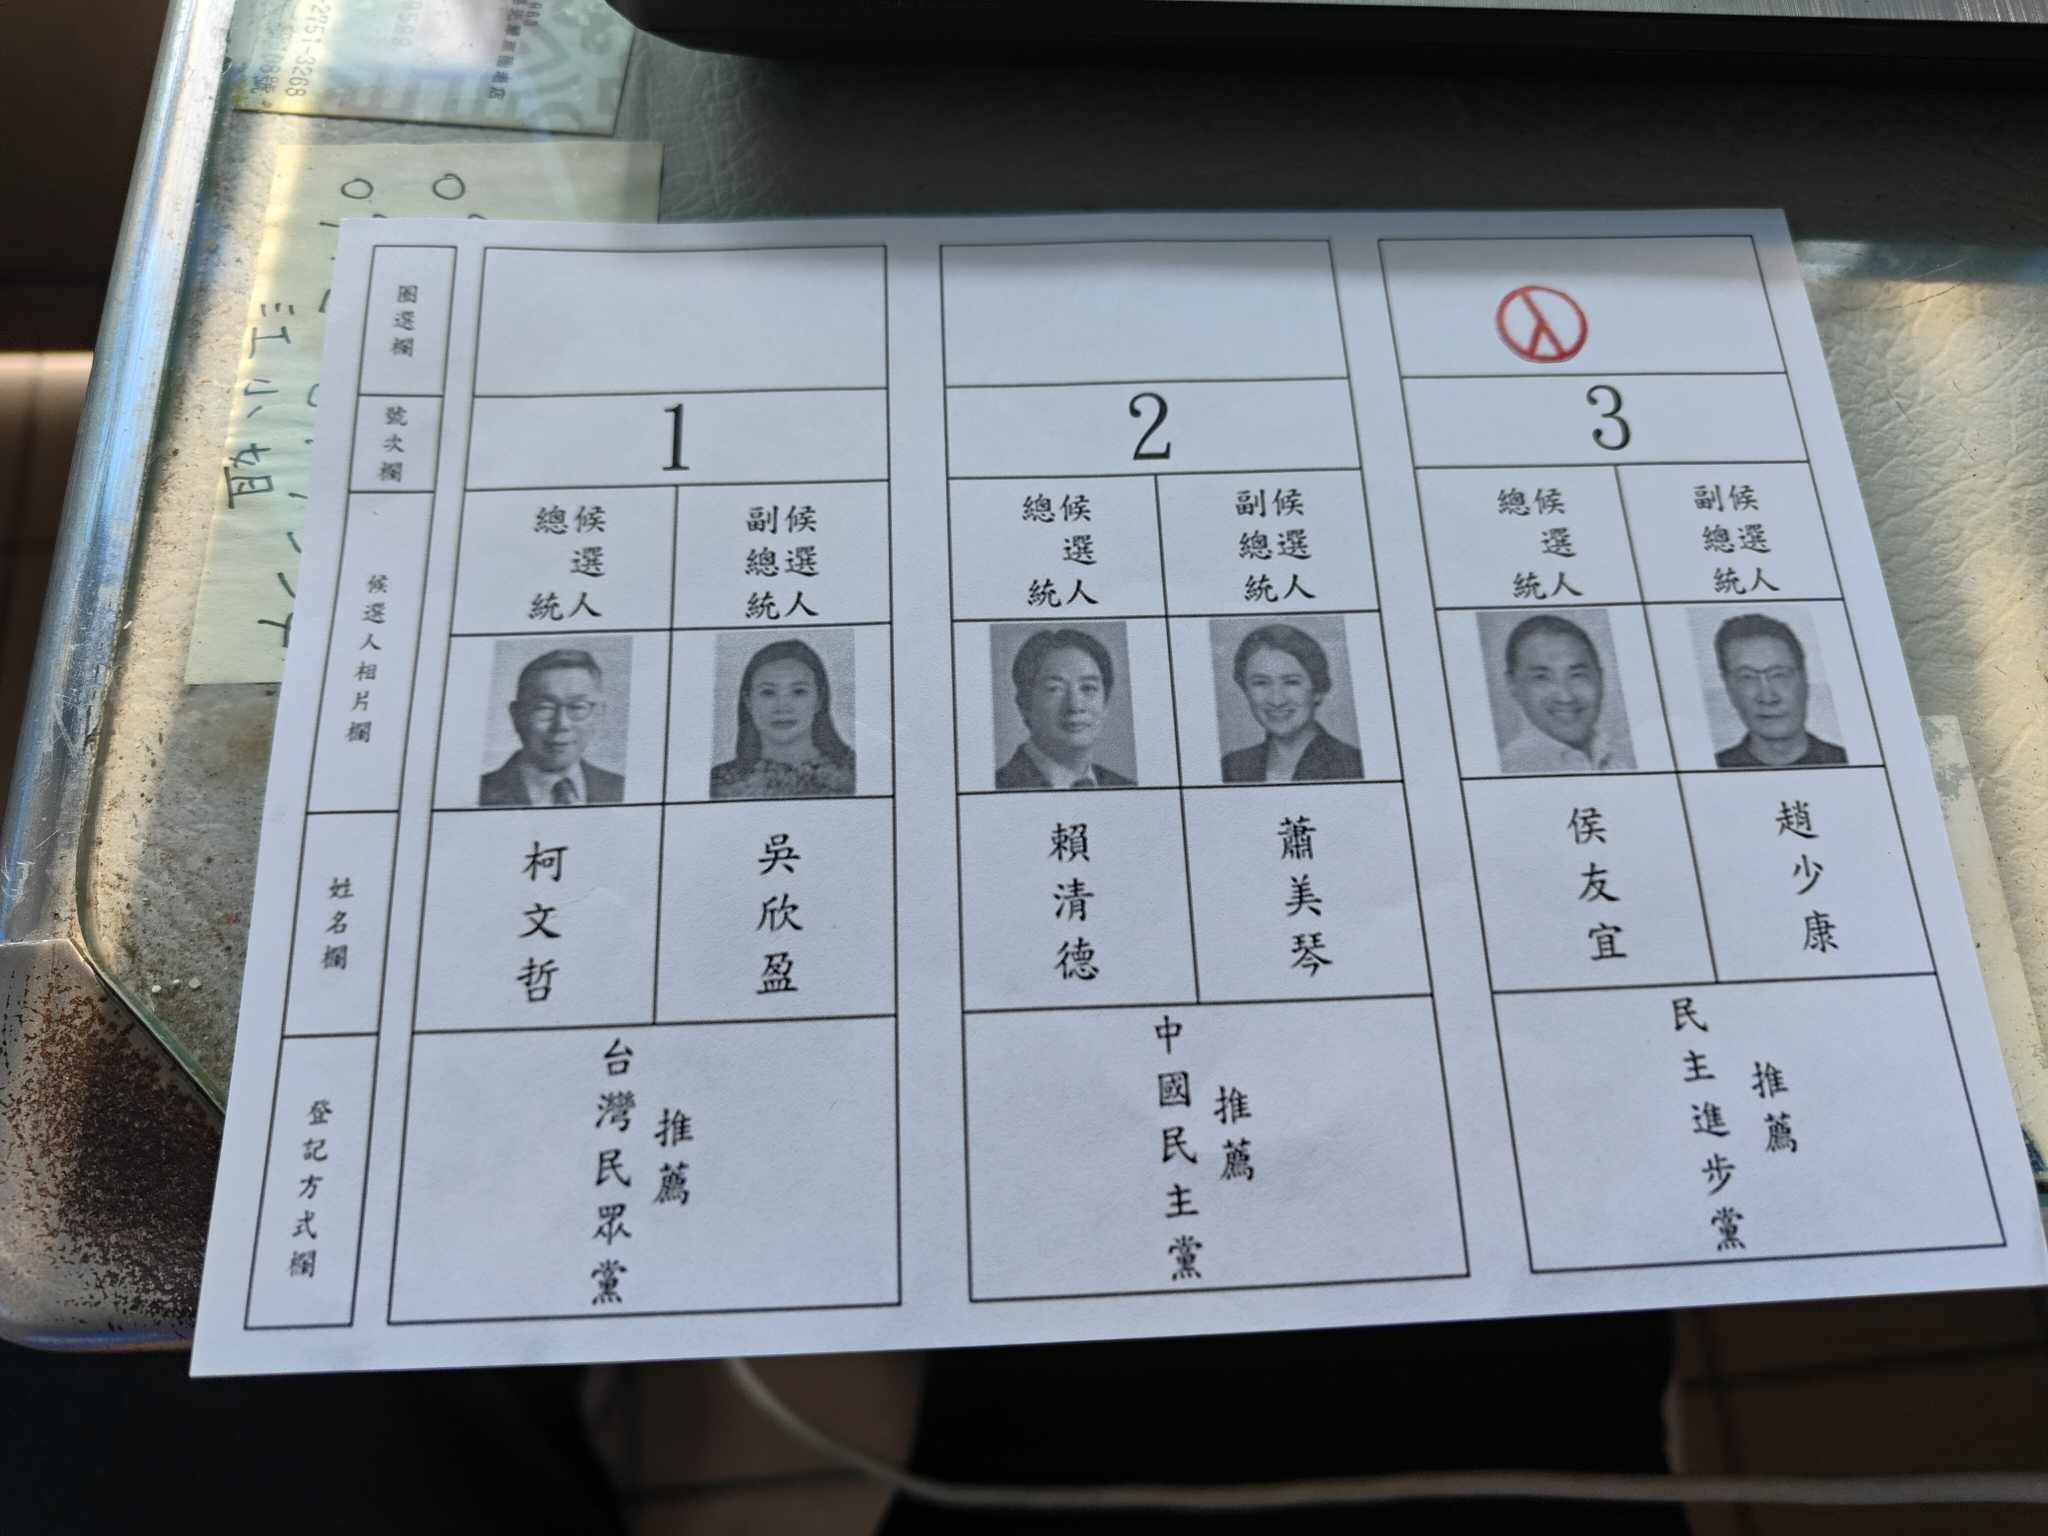 圈選欄
號次欄
候選人相片欄
姓名欄
登記方式欄
1
總統
候選人
副總統
候選人
柯文哲
吳欣盈
台灣民眾黨
推薦
2
總統
候選人
副總統
候選人
賴清德
蕭美琴
中國民主黨
推薦
3
總統
候選人
副總統
候選人
侯友宜
趙少康
民主進步黨
推薦
2751-3268
江小姐